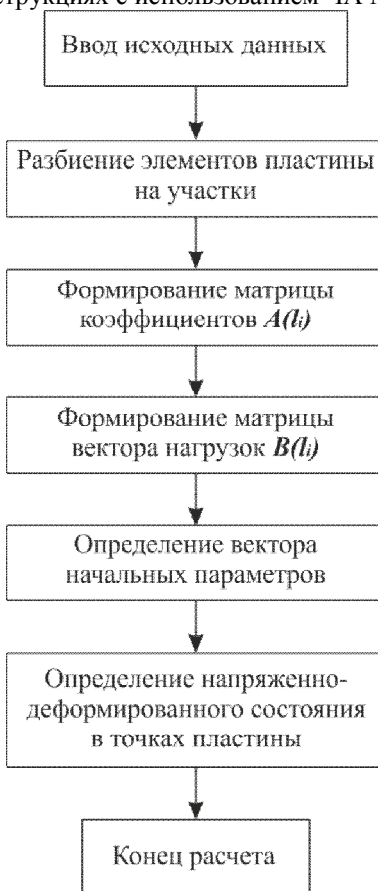 с использованием
Ввод исходных данных
Разбиение элементов пластины
на участки
Формирование матрицы
коэффициентов A(lᵢ)
Формирование матрицы
вектора нагрузок B(lᵢ)
Определение вектора
начальных параметров
Определение напряженно-
деформированного состояния
в точках пластины
Конец расчета